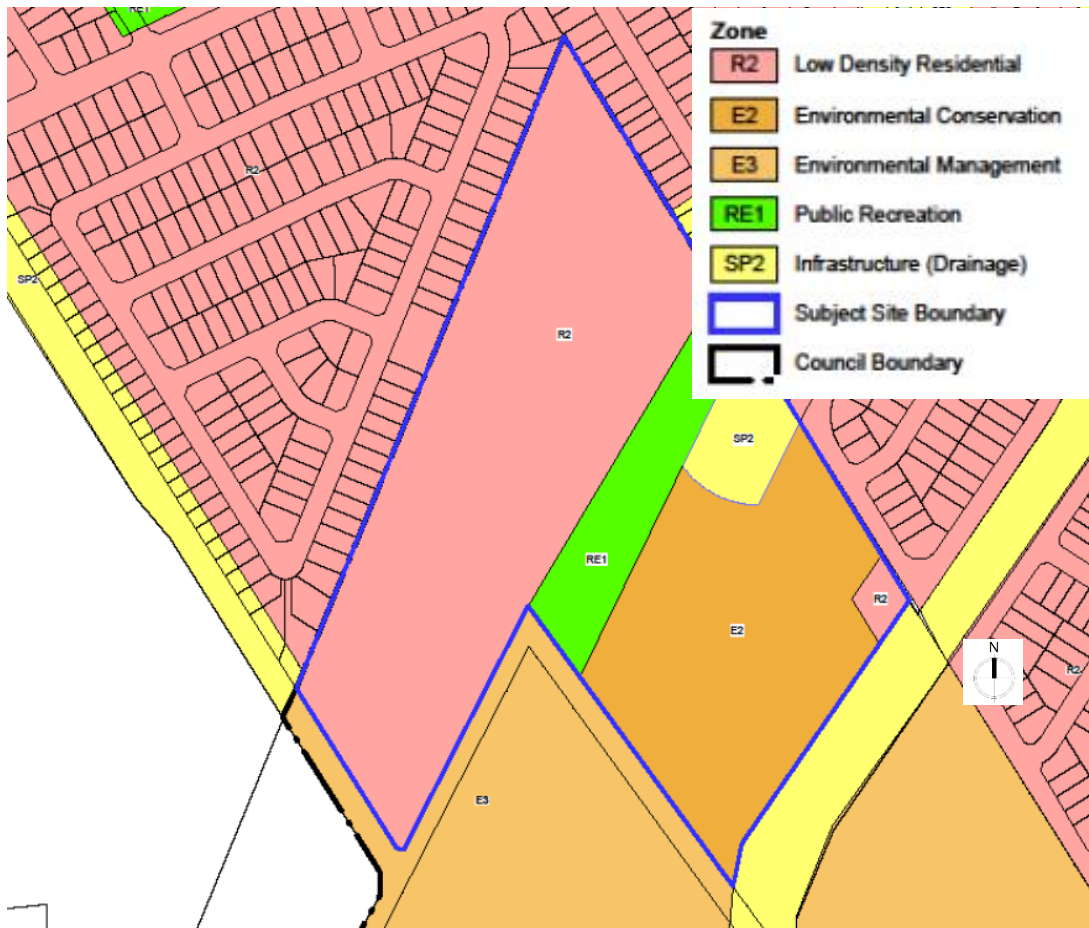 RE1
Zone
R2 Low Density Residential
E2 Environmental Conservation
E3 Environmental Management
RE1 Public Recreation
SP2 Infrastructure (Drainage)
Subject Site Boundary
Council Boundary
R2
SP2
R2
SP2
RE1
R2
E2
N
R2
E3